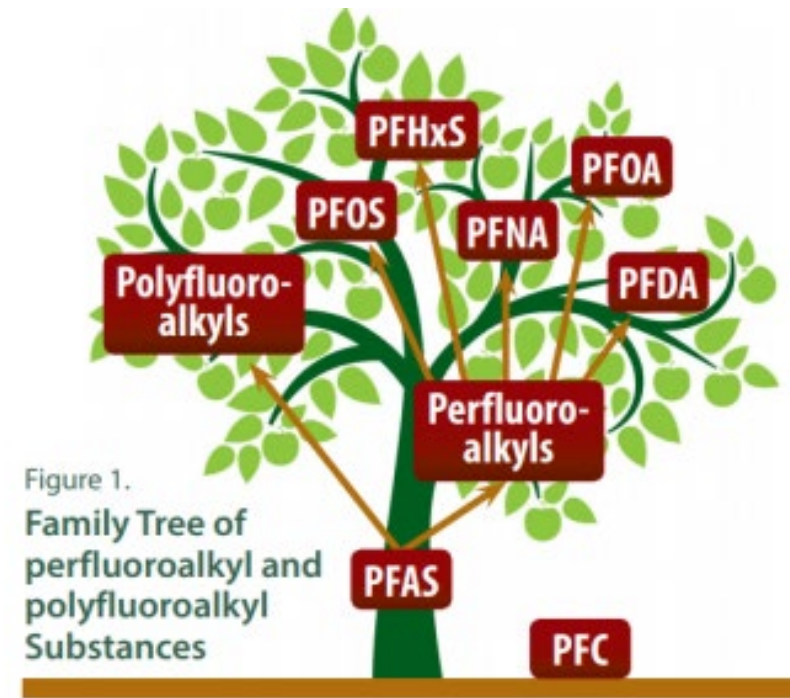 PFHxS
PFOA
PFOS
PFNA
Polyfluoro-
alkyls
PFDA
Perfluoro-
alkyls
Figure 1.
Family Tree of
perfluoroalkyl and
polyfluoroalkyl
Substances
PFAS
PFC